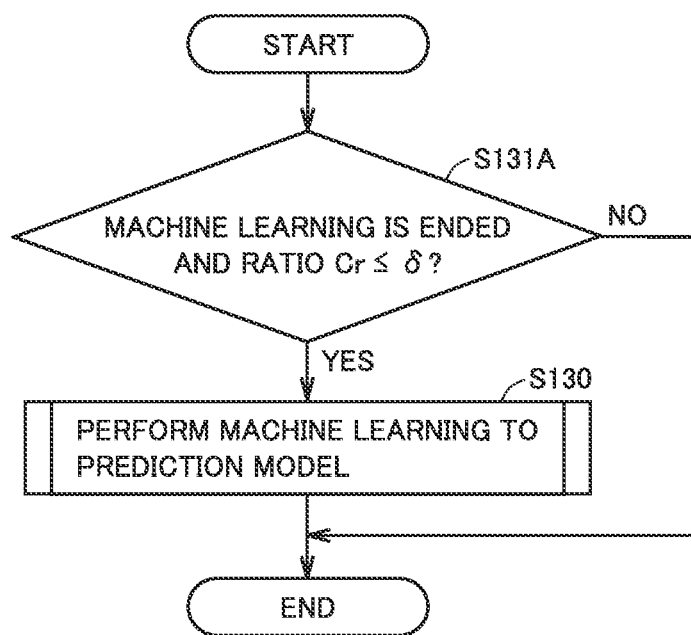 START
S131A
MACHINE LEARNING IS ENDED
AND RATIO Cr ≤ δ?
NO
YES
S130
PERFORM MACHINE LEARNING TO
PREDICTION MODEL
END